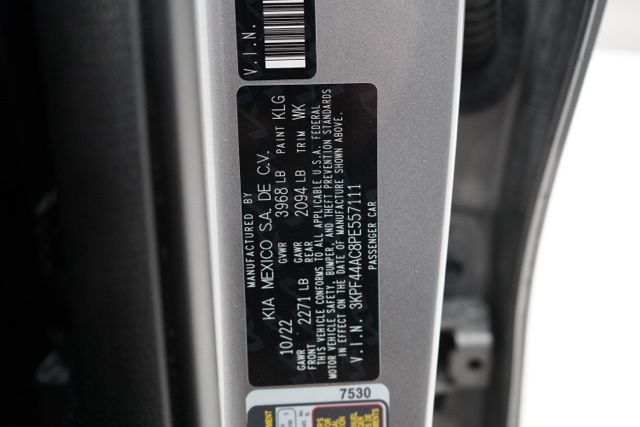 V.I.N.
MANUFACTURED BY
KIA MEXICO S.A. DE C.V.
10/22 GVWR 3968 LB PAINT KLG
GAWR FRONT 2271 LB GAWR REAR 2094 LB TRIM WK
THIS VEHICLE CONFORMS TO ALL APPLICABLE U.S.A. FEDERAL
MOTOR VEHICLE SAFETY, BUMPER, AND THEFT PREVENTION STANDARDS
IN EFFECT ON THE DATE OF MANUFACTURE SHOWN ABOVE.
V.I.N. 3KPF44AC8PE557111
PASSENGER CAR
7530